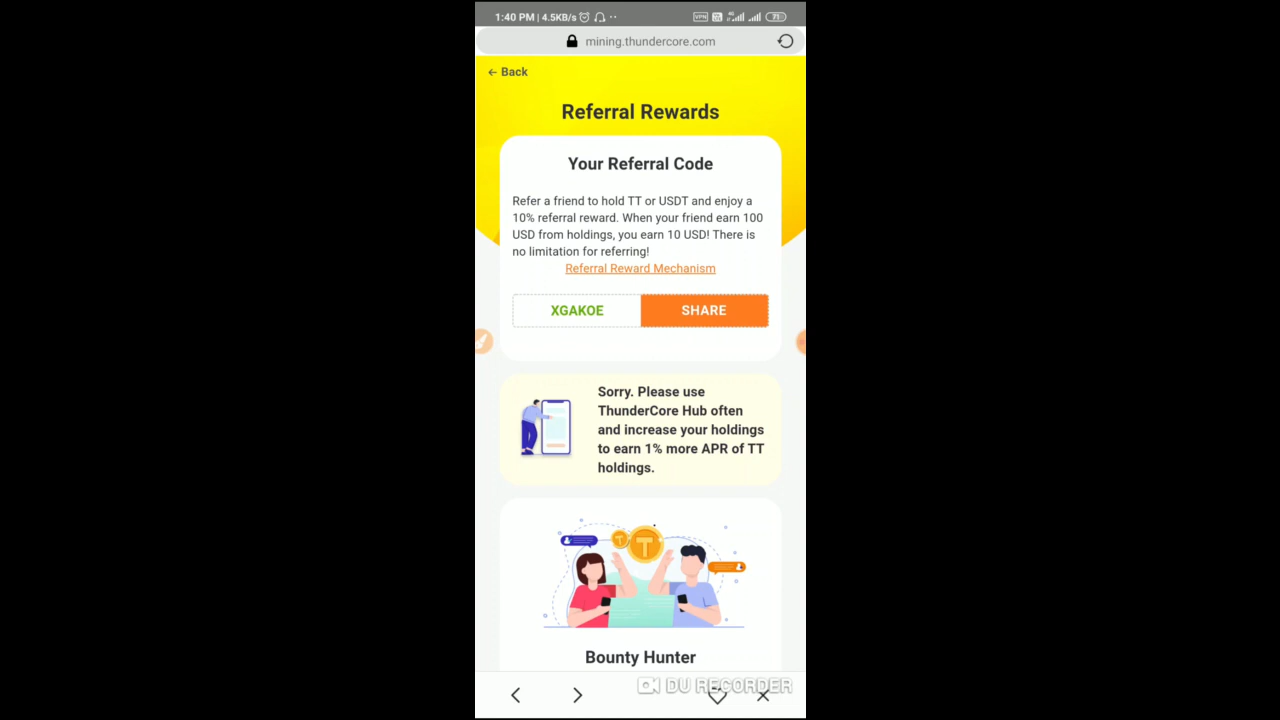 1:40 PM | 4.5KB/s
VPN 4G 71
mining.thundercore.com
← Back
Referral Rewards
Your Referral Code
Refer a friend to hold TT or USDT and enjoy a
10% referral reward. When your friend earn 100
USD from holdings, you earn 10 USD! There is
no limitation for referring!
Referral Reward Mechanism
XGAKOE
SHARE
Sorry. Please use
ThunderCore Hub often
and increase your holdings
to earn 1% more APR of TT
holdings.
Bounty Hunter
DU RECORDER